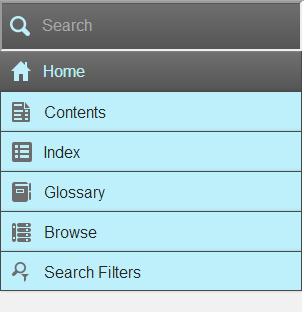 Search
Home
Contents
Index
Glossary
Browse
Search Filters